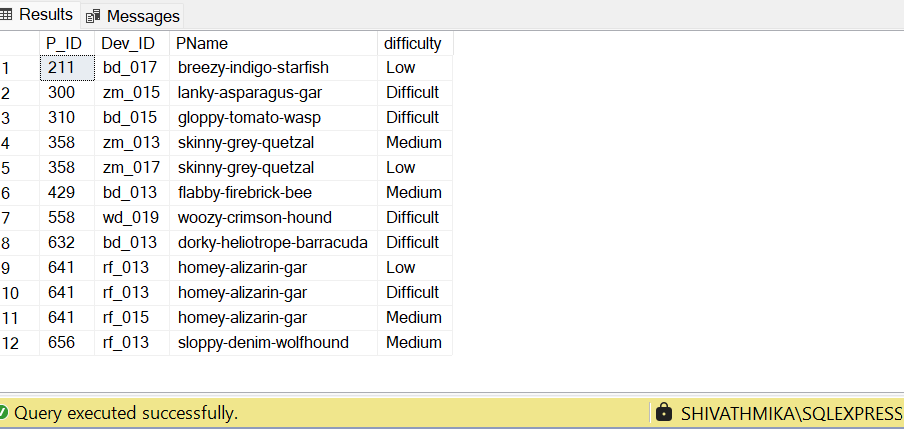 Results Messages
P_ID Dev_ID PName difficulty
1 211 bd_017 breezy-indigo-starfish Low
2 300 zm_015 lanky-asparagus-gar Difficult
3 310 bd_015 gloppy-tomato-wasp Difficult
4 358 zm_013 skinny-grey-quetzal Medium
5 358 zm_017 skinny-grey-quetzal Low
6 429 bd_013 flabby-firebrick-bee Medium
7 558 wd_019 woozy-crimson-hound Difficult
8 632 bd_013 dorky-heliotrope-barracuda Difficult
9 641 rf_013 homey-alizarin-gar Low
10 641 rf_013 homey-alizarin-gar Difficult
11 641 rf_015 homey-alizarin-gar Medium
12 656 rf_013 sloppy-denim-wolfhound Medium
Query executed successfully. SHIVATHMIKA\SQLEXPRESS